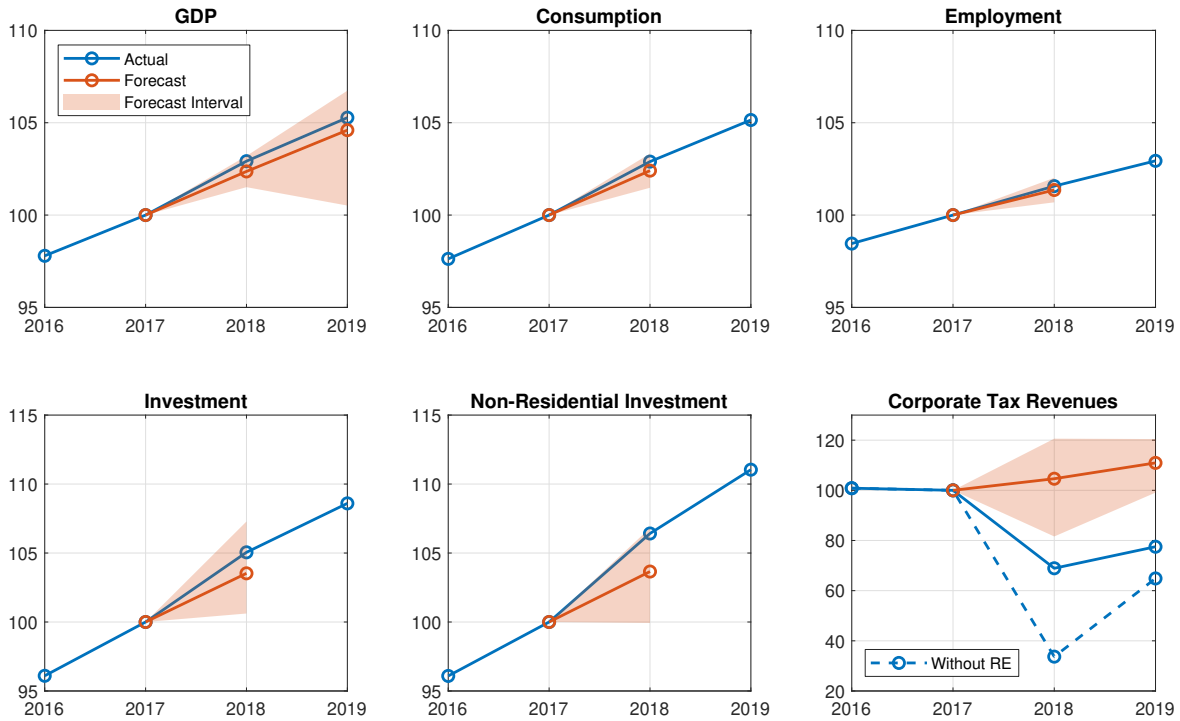 GDP
Consumption
Employment
110
105
100
95
Actual
Forecast
Forecast Interval
2016 2017 2018 2019
110
105
100
95
2016 2017 2018 2019
110
105
100
95
2016 2017 2018 2019
Investment
Non-Residential Investment
Corporate Tax Revenues
115
110
105
100
95
2016 2017 2018 2019
115
110
105
100
95
2016 2017 2018 2019
120
100
80
60
40
20
Without RE
2016 2017 2018 2019